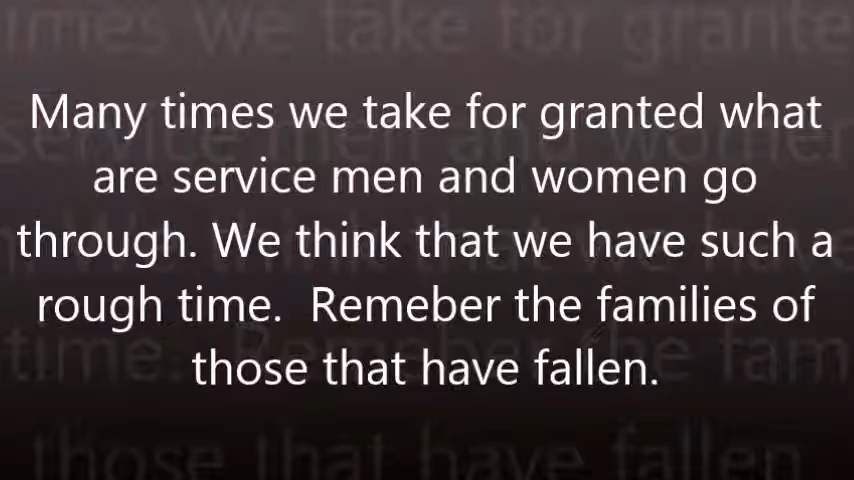 Many times we take for granted what
are service men and women go
through. We think that we have such a
rough time.  Remeber the families of
those that have fallen.